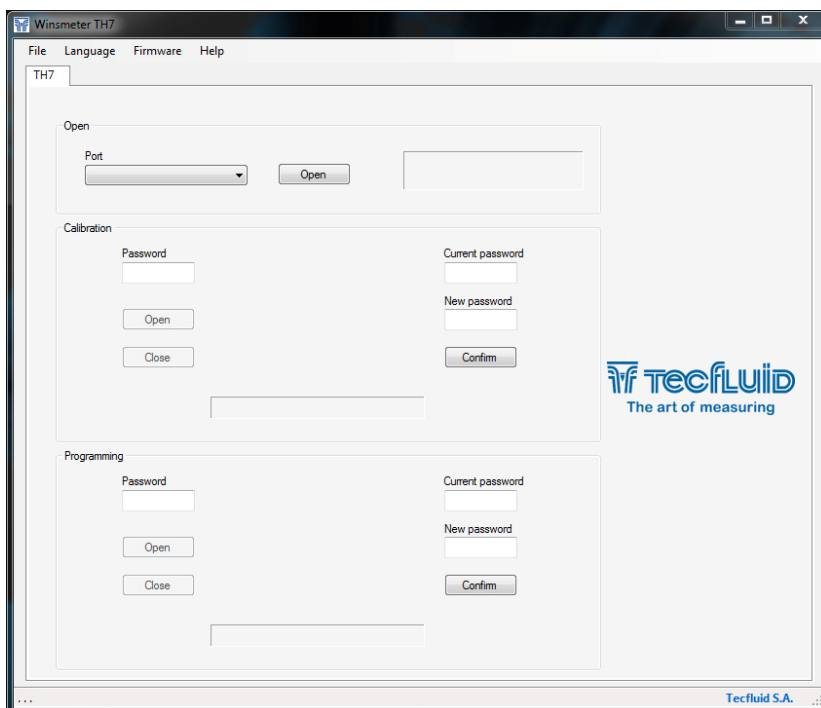 Winsmeter TH7
File Language Firmware Help
TH7
Open
Port
Open
Calibration
Password
Current password
New password
Open
Close
Confirm
TECFLUID
The art of measuring
Programming
Password
Current password
New password
Open
Close
Confirm
...
Tecfluid S.A.